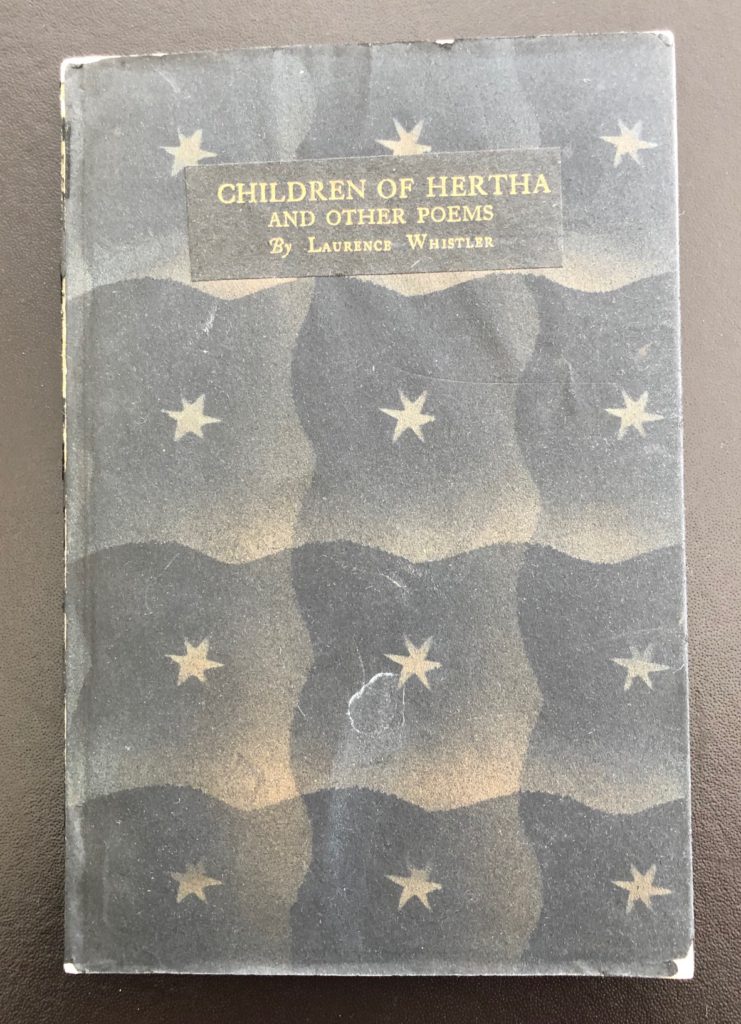 CHILDREN OF HERTHA
AND OTHER POEMS
By LAURENCE WHISTLER